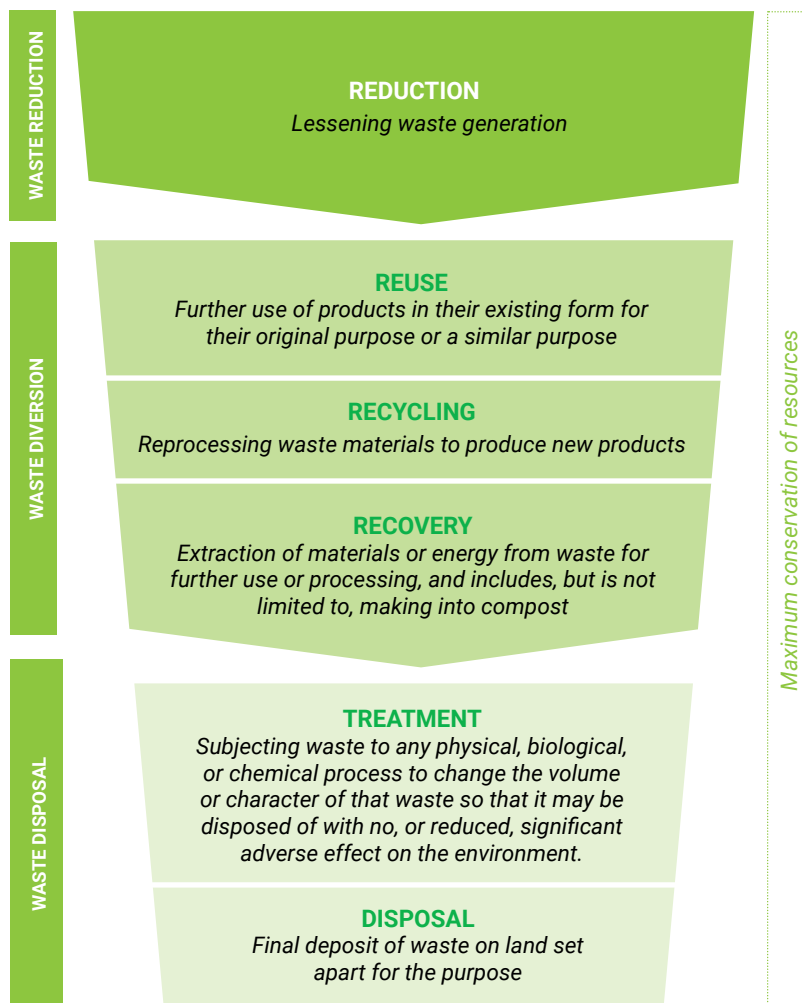 WASTE REDUCTION
REDUCTION
Lessening waste generation
WASTE DIVERSION
REUSE
Further use of products in their existing form for
their original purpose or a similar purpose
RECYCLING
Reprocessing waste materials to produce new products
RECOVERY
Extraction of materials or energy from waste for
further use or processing, and includes, but is not
limited to, making into compost
WASTE DISPOSAL
TREATMENT
Subjecting waste to any physical, biological,
or chemical process to change the volume
or character of that waste so that it may be
disposed of with no, or reduced, significant
adverse effect on the environment.
DISPOSAL
Final deposit of waste on land set
apart for the purpose
Maximum conservation of resources